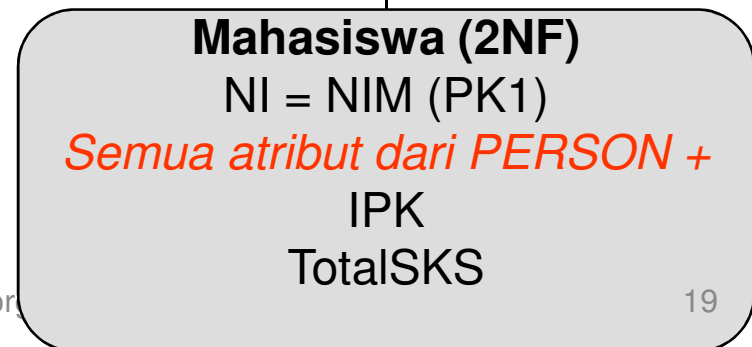 Mahasiswa (2NF)
NI = NIM (PK1)
Semua atribut dari PERSON +
IPK
TotalSKS
19